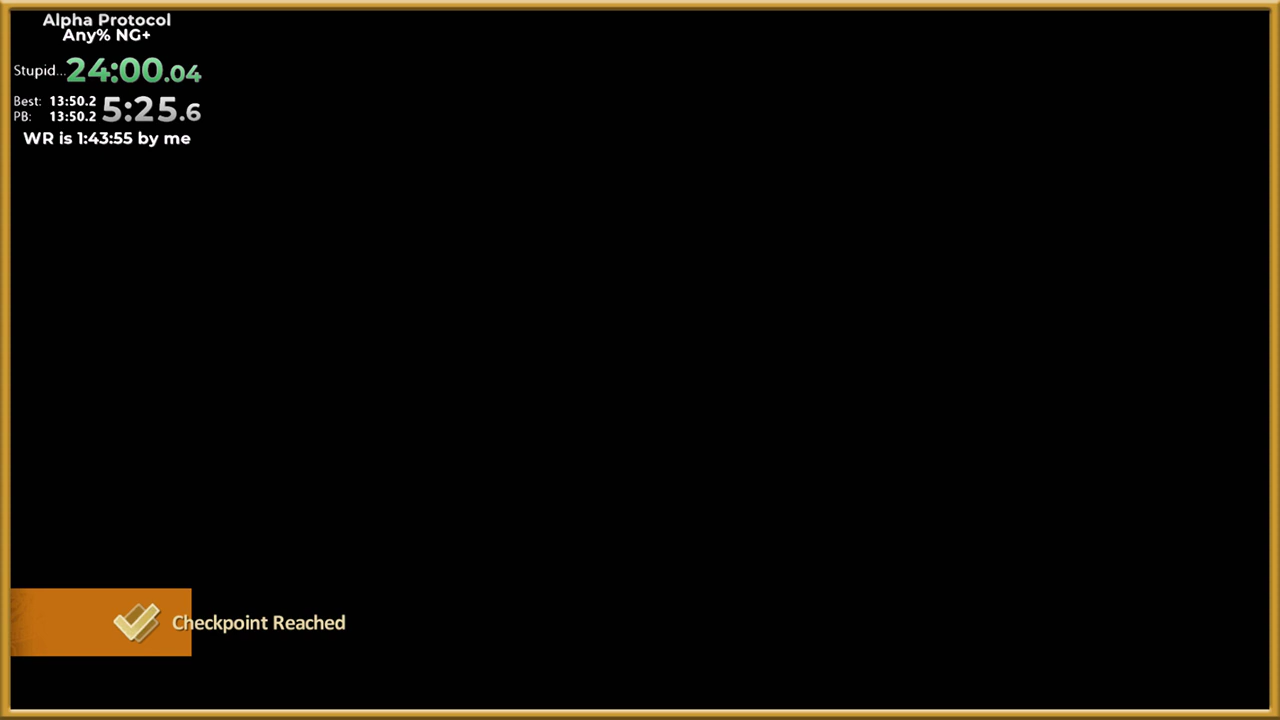 Alpha Protocol
Any% NG+
Stupid... 24:00.04
Best: 13:50.2 5:25.6
PB: 13:50.2
WR is 1:43:55 by me
Checkpoint Reached